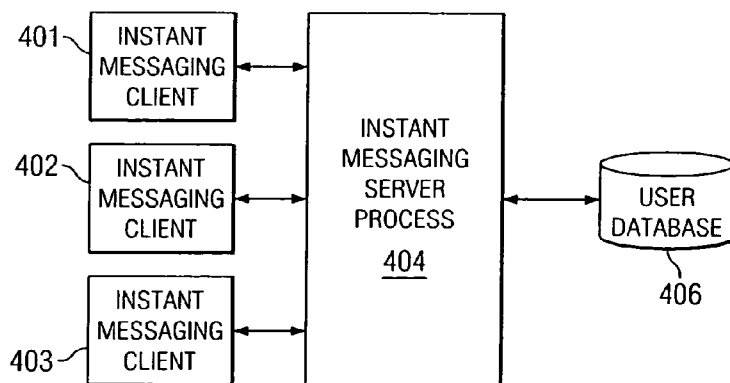 401
INSTANT
MESSAGING
CLIENT
402
INSTANT
MESSAGING
CLIENT
403
INSTANT
MESSAGING
CLIENT
INSTANT
MESSAGING
SERVER
PROCESS
404
USER
DATABASE
406